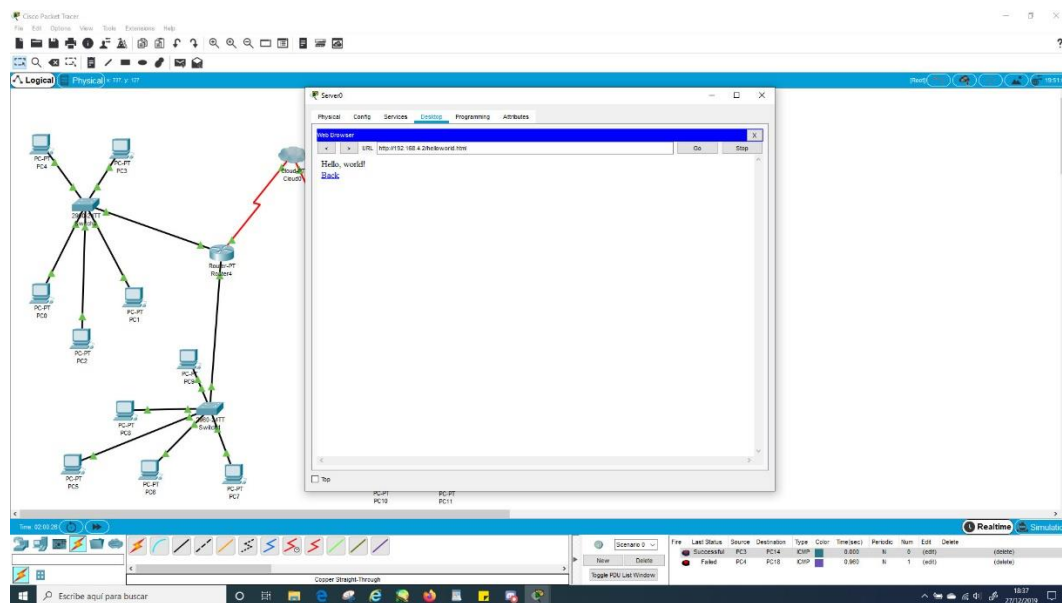 Cisco Packet Tracer
File Edit Options View Tools Extensions Help
Logical
Physical
Server0
Physical Config Services Desktop Programming Attributes
Web Browser
X
< > URL http://192.168.4.2/helloworld.html Go Stop
Hello, world!
Back
Top
PC-PT
PC4
PC-PT
PC3
PC-PT
PC0
PC-PT
PC1
PC-PT
PC2
Router-PT
Router4
PC-PT
PC9
PC-PT
PC-PT
PC5
PC-PT
PC-PT
PC7
PC-PT
PC10
PC-PT
PC11
Time: 02:00:28
Realtime
Copper Straight-Through
Scenario 0
New Delete
Toggle PDU List Window
Fire Last Status Source Destination Type Color Time(sec) Periodic Num Edit Delete
Successful PC3 PC14 ICMP 0.000 N 0 (edit) (delete)
Failed PC4 PC18 ICMP N 1 (edit) (delete)
Escribe aquí para buscar
18:37
27/12/2019